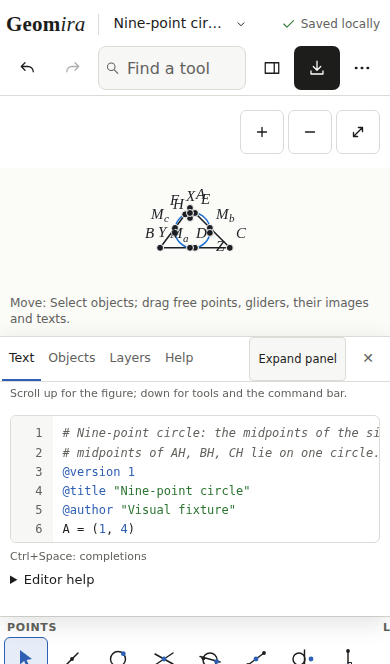 Geomira
Nine-point cir…
Saved locally
Find a tool
F H X A E
M_c M_b
B Y M_a D Z C
Move: Select objects; drag free points, gliders, their images
and texts.
Text Objects Layers Help Expand panel
Scroll up for the figure; down for tools and the command bar.
1 # Nine-point circle: the midpoints of the si
2 # midpoints of AH, BH, CH lie on one circle.
3 @version 1
4 @title "Nine-point circle"
5 @author "Visual fixture"
6 A = (1, 4)
Ctrl+Space: completions
Editor help
POINTS L